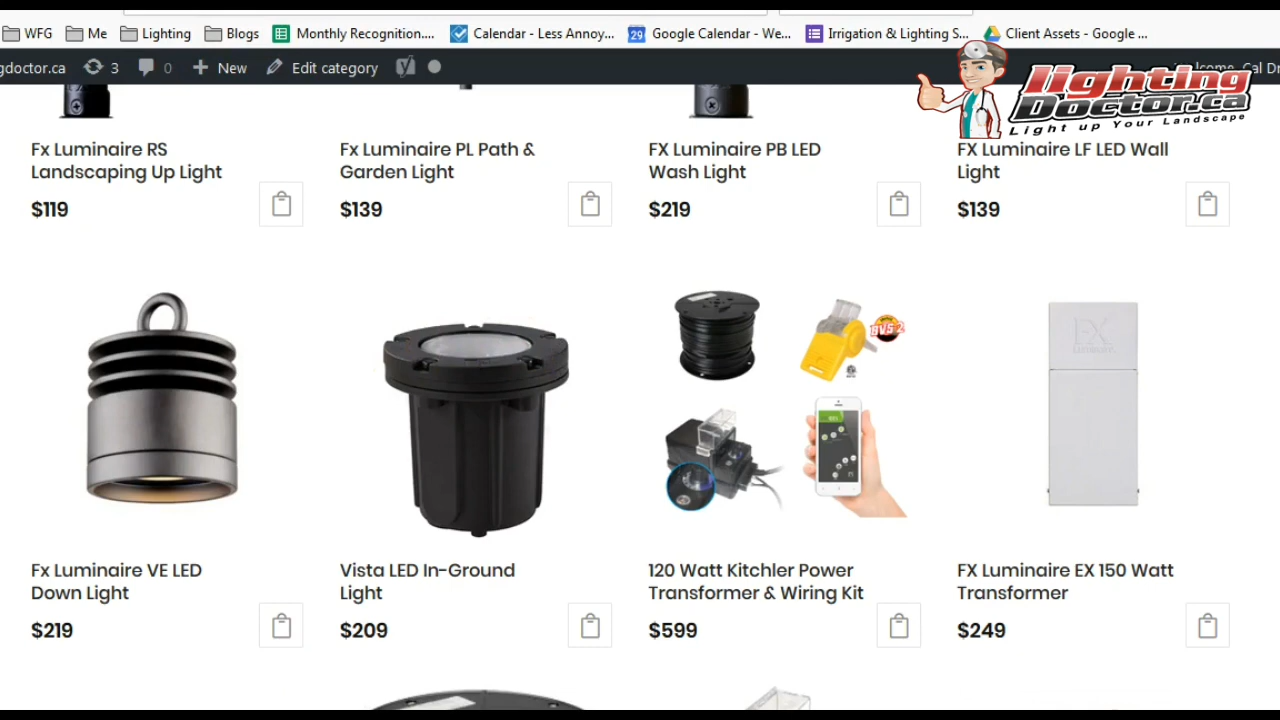 WFG Me Lighting Blogs Monthly Recognition.... Calendar - Less Annoy... 29 Google Calendar - We... Irrigation & Lighting S... Client Assets - Google ...
gdoctor.ca 3 0 New Edit category
Lighting
Doctor.ca
Light up Your Landscape
Fx Luminaire RS
Landscaping Up Light
$119
Fx Luminaire PL Path &
Garden Light
$139
FX Luminaire PB LED
Wash Light
$219
FX Luminaire LF LED Wall
Light
$139
FX
LUMINAIRE
Fx Luminaire VE LED
Down Light
$219
Vista LED In-Ground
Light
$209
120 Watt Kitchler Power
Transformer & Wiring Kit
$599
FX Luminaire EX 150 Watt
Transformer
$249